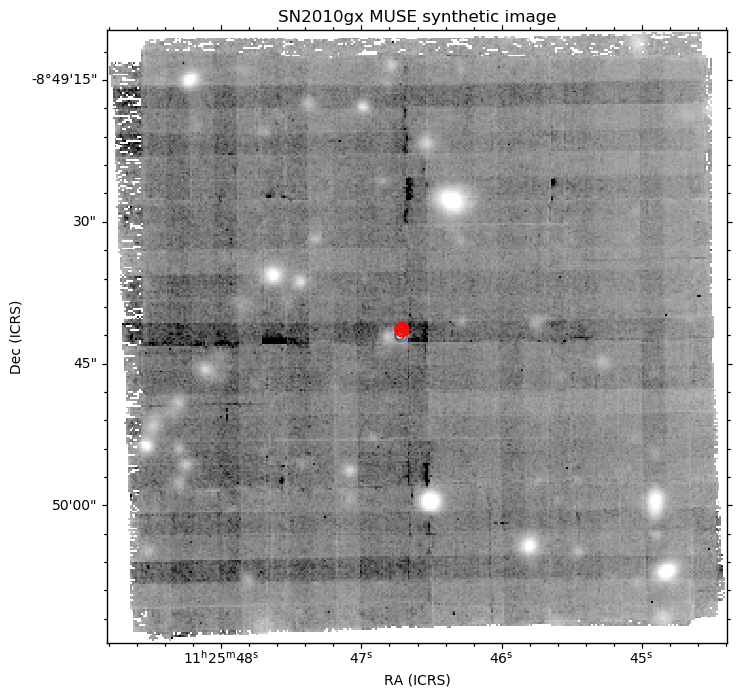 SN2010gx MUSE synthetic image
-8°49'15"
30"
45"
50'00"
Dec (ICRS)
11ʰ25ᵐ48ˢ
47ˢ
46ˢ
45ˢ
RA (ICRS)